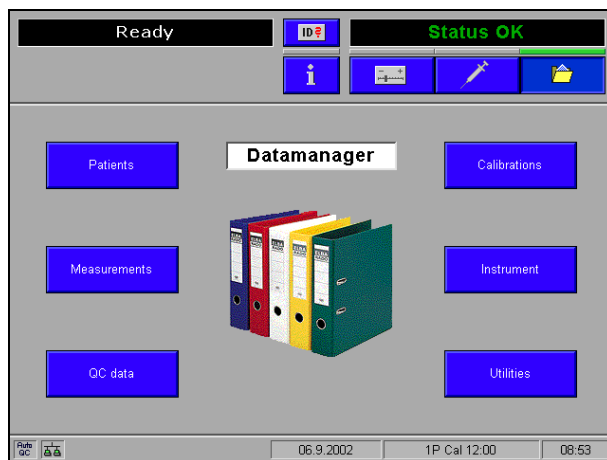 Ready
ID?
Status OK
i
- +
Datamanager
Patients
Calibrations
Measurements
Instrument
QC data
Utilities
Auto QC
06.9.2002
1P Cal 12:00
08:53